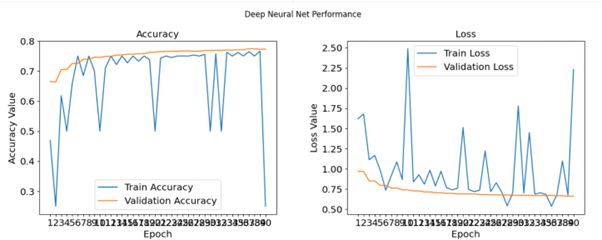 Deep Neural Net Performance
Accuracy
Accuracy Value
0.8
0.7
0.6
0.5
0.4
0.3
Train Accuracy
Validation Accuracy
Epoch
Loss
Loss Value
2.50
2.25
2.00
1.75
1.50
1.25
1.00
0.75
0.50
Train Loss
Validation Loss
Epoch